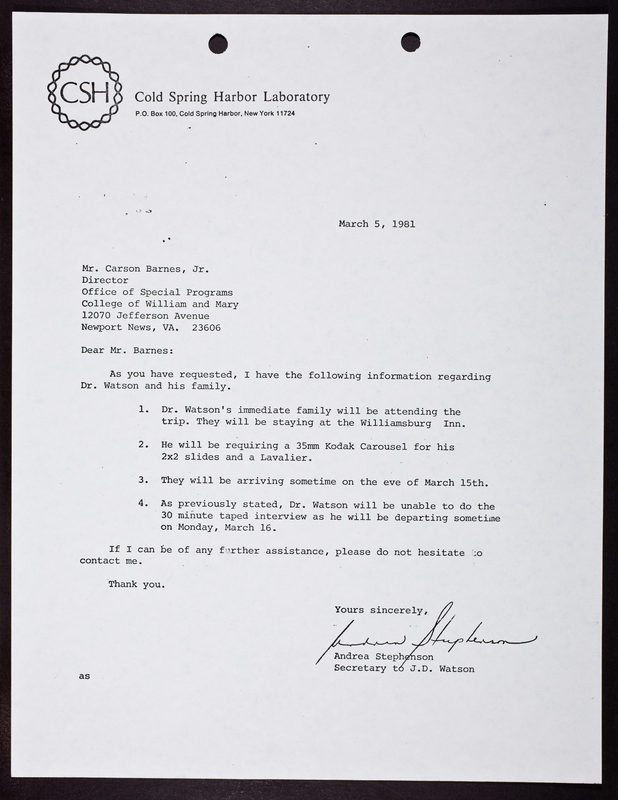 CSH
Cold Spring Harbor Laboratory
P.O. Box 100, Cold Spring Harbor, New York 11724
March 5, 1981
Mr. Carson Barnes, Jr.
Director
Office of Special Programs
College of William and Mary
12070 Jefferson Avenue
Newport News, VA. 23606
Dear Mr. Barnes:
As you have requested, I have the following information regarding
Dr. Watson and his family.
1. Dr. Watson's immediate family will be attending the
trip. They will be staying at the Williamsburg Inn.
2. He will be requiring a 35mm Kodak Carousel for his
2x2 slides and a Lavalier.
3. They will be arriving sometime on the eve of March 15th.
4. As previously stated, Dr. Watson will be unable to do the
30 minute taped interview as he will be departing sometime
on Monday, March 16.
If I can be of any further assistance, please do not hesitate to
contact me.
Thank you.
Yours sincerely,
Andrea Stephenson
Andrea Stephenson
Secretary to J.D. Watson
as